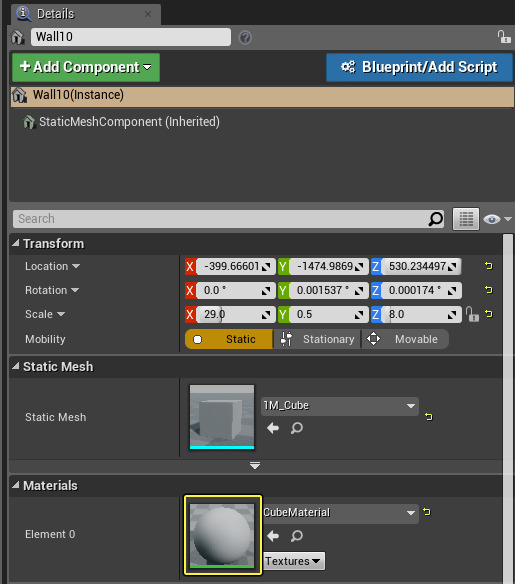 Details
Wall10
+ Add Component
Blueprint/Add Script
Wall10(Instance)
StaticMeshComponent (Inherited)
Search
Transform
Location X -399.66601 Y -1474.9869 Z 530.234497
Rotation X 0.0 ° Y 0.001537 ° Z 0.000174 °
Scale X 29.0 Y 0.5 Z 8.0
Mobility Static Stationary Movable
Static Mesh
Static Mesh 1M_Cube
Materials
Element 0 CubeMaterial
Textures